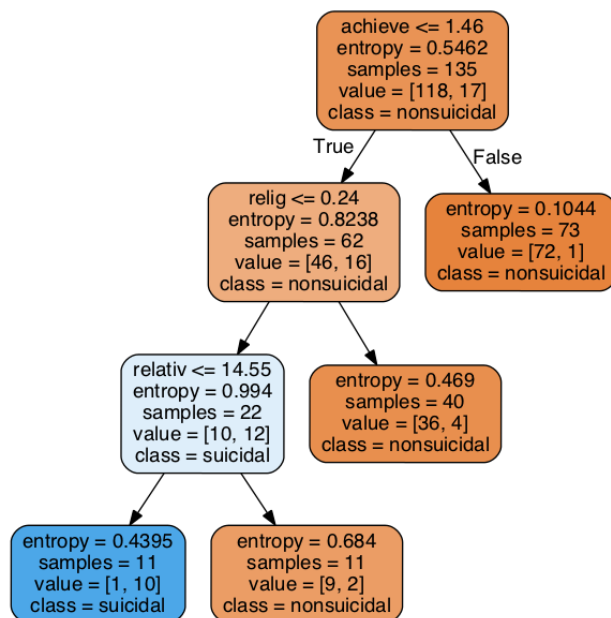 achieve <= 1.46
entropy = 0.5462
samples = 135
value = [118, 17]
class = nonsuicidal
True
False
relig <= 0.24
entropy = 0.8238
samples = 62
value = [46, 16]
class = nonsuicidal
entropy = 0.1044
samples = 73
value = [72, 1]
class = nonsuicidal
relativ <= 14.55
entropy = 0.994
samples = 22
value = [10, 12]
class = suicidal
entropy = 0.469
samples = 40
value = [36, 4]
class = nonsuicidal
entropy = 0.4395
samples = 11
value = [1, 10]
class = suicidal
entropy = 0.684
samples = 11
value = [9, 2]
class = nonsuicidal